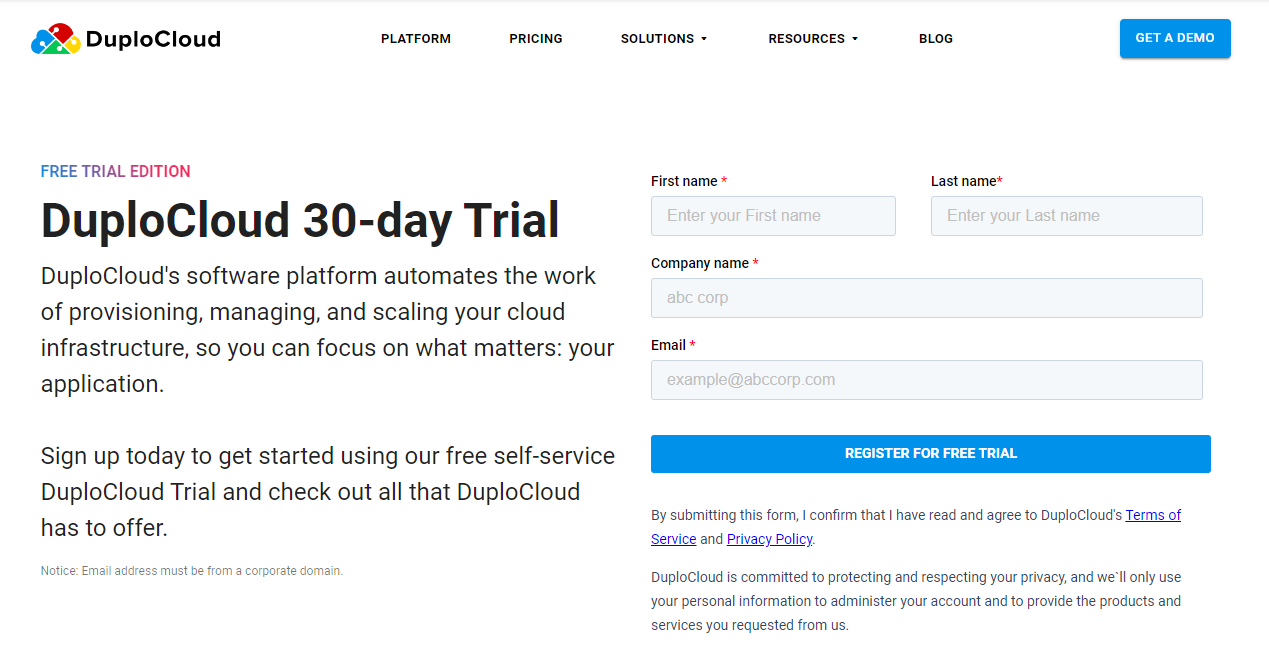 DuploCloud
PLATFORM
PRICING
SOLUTIONS
RESOURCES
BLOG
GET A DEMO
FREE TRIAL EDITION
DuploCloud 30-day Trial
DuploCloud's software platform automates the work
of provisioning, managing, and scaling your cloud
infrastructure, so you can focus on what matters: your
application.
Sign up today to get started using our free self-service
DuploCloud Trial and check out all that DuploCloud
has to offer.
Notice: Email address must be from a corporate domain.
First name *
Last name*
Enter your First name
Enter your Last name
Company name *
abc corp
Email *
example@abccorp.com
REGISTER FOR FREE TRIAL
By submitting this form, I confirm that I have read and agree to DuploCloud's Terms of
Service and Privacy Policy.
DuploCloud is committed to protecting and respecting your privacy, and we`ll only use
your personal information to administer your account and to provide the products and
services you requested from us.